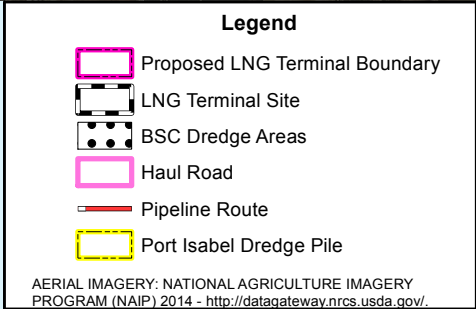 Legend
Proposed LNG Terminal Boundary
LNG Terminal Site
BSC Dredge Areas
Haul Road
Pipeline Route
Port Isabel Dredge Pile
AERIAL IMAGERY: NATIONAL AGRICULTURE IMAGERY
PROGRAM (NAIP) 2014 - http://datagateway.nrcs.usda.gov/.